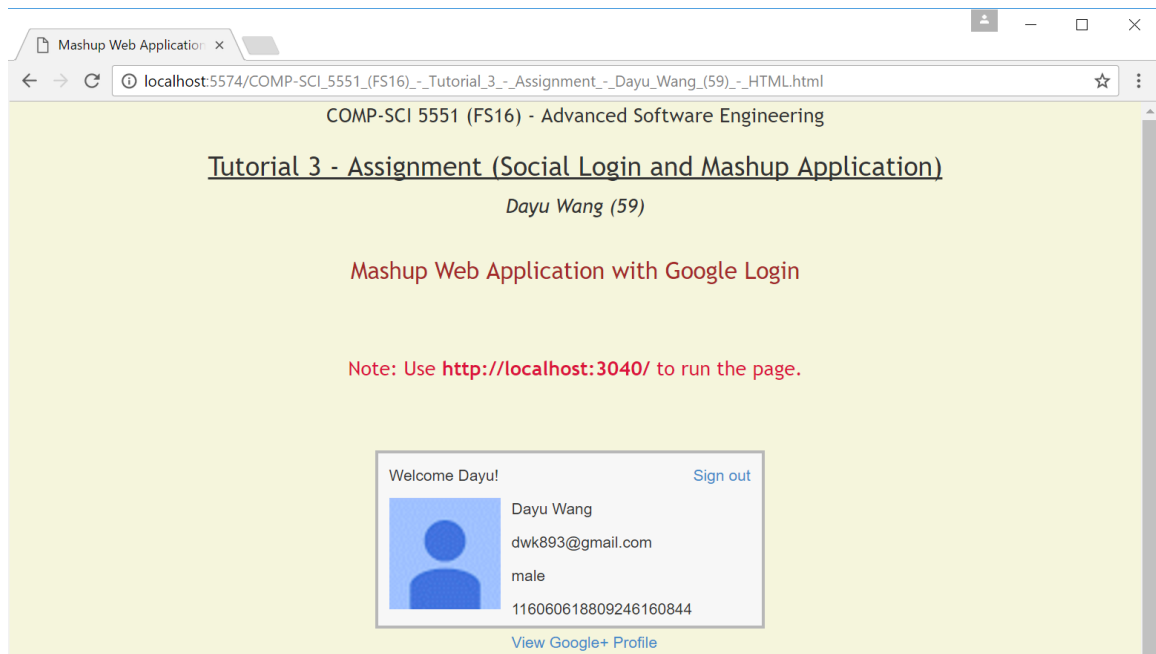 Mashup Web Application
localhost:5574/COMP-SCI_5551_(FS16)_-_Tutorial_3_-_Assignment_-_Dayu_Wang_(59)_-_HTML.html
COMP-SCI 5551 (FS16) - Advanced Software Engineering
Tutorial 3 - Assignment (Social Login and Mashup Application)
Dayu Wang (59)
Mashup Web Application with Google Login
Note: Use http://localhost:3040/ to run the page.
Welcome Dayu! Sign out
Dayu Wang
dwk893@gmail.com
male
116060618809246160844
View Google+ Profile